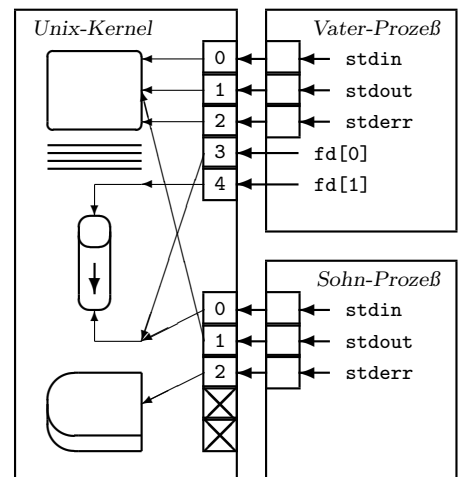 Unix-Kernel
Vater-Prozeß
0 stdin
1 stdout
2 stderr
3 fd[0]
4 fd[1]
Sohn-Prozeß
0 stdin
1 stdout
2 stderr